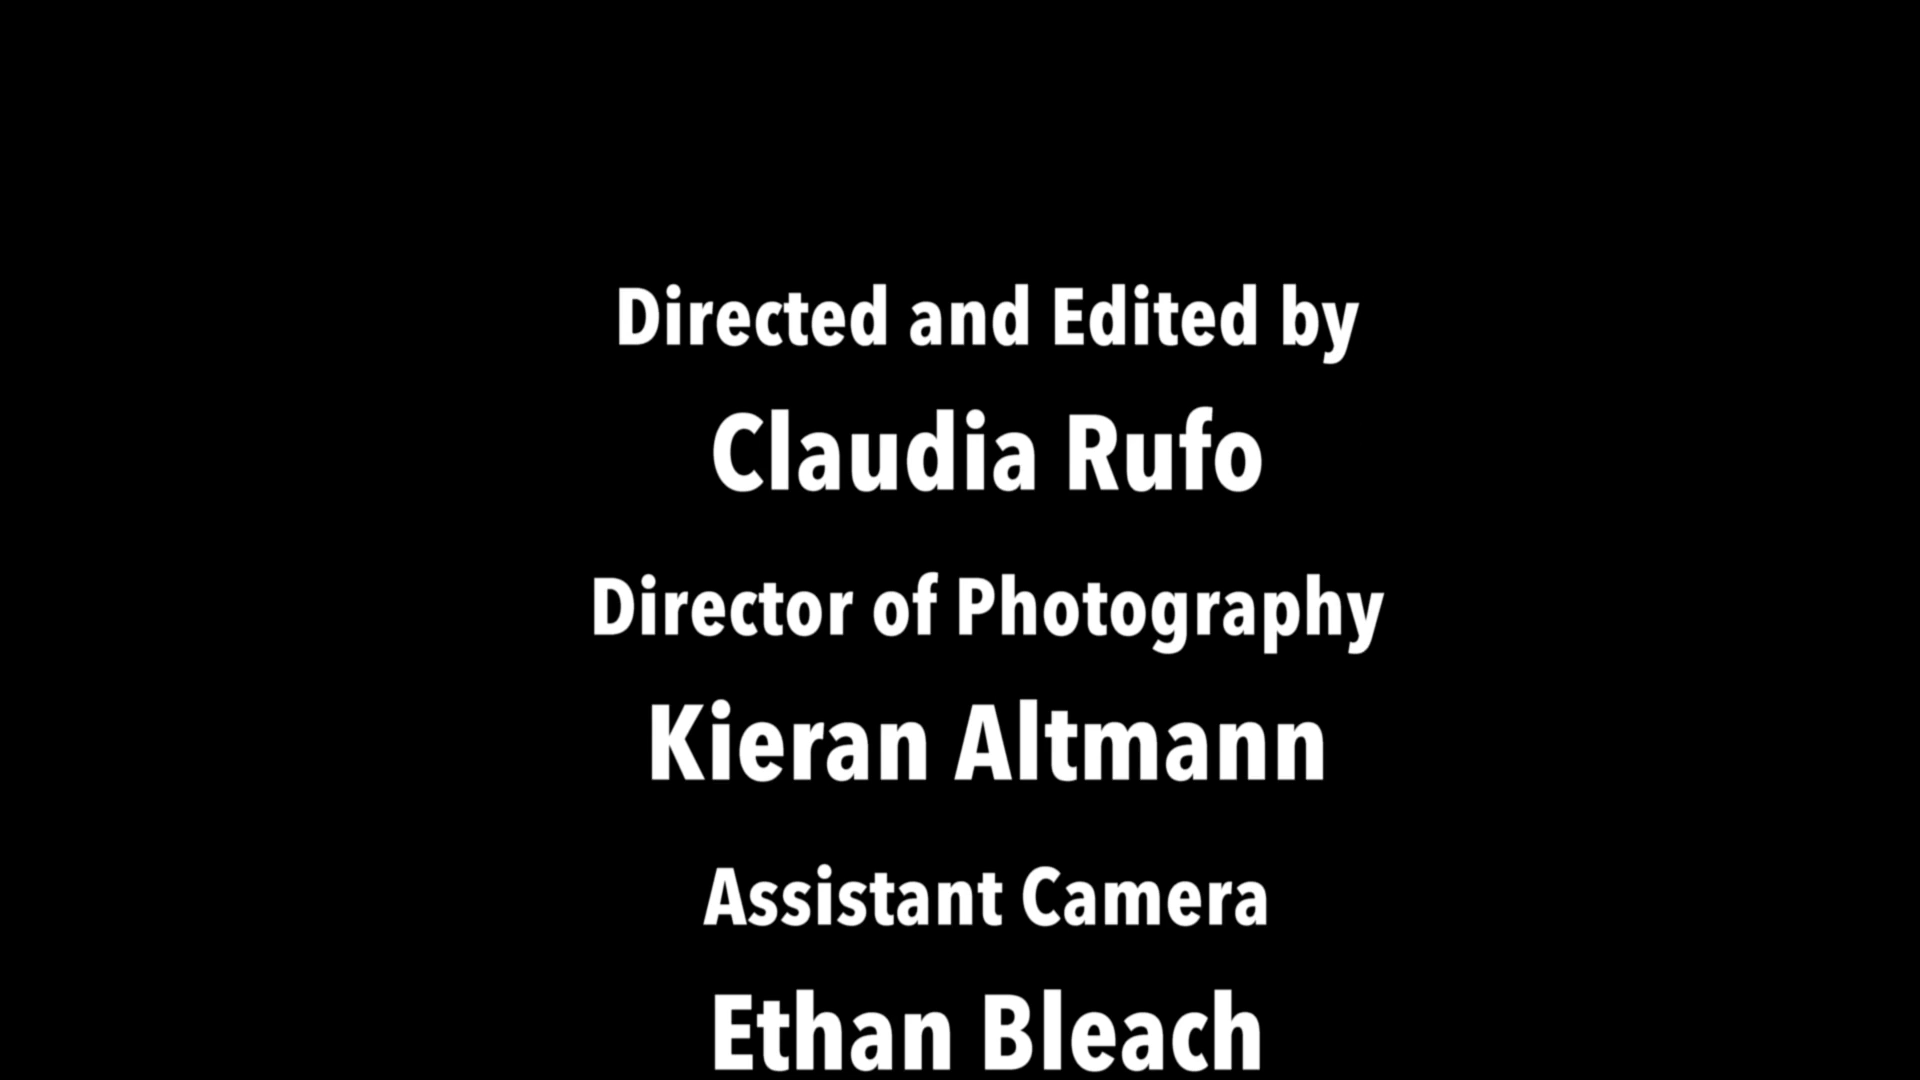 Directed and Edited by
Claudia Rufo
Director of Photography
Kieran Altmann
Assistant Camera
Ethan Bleach